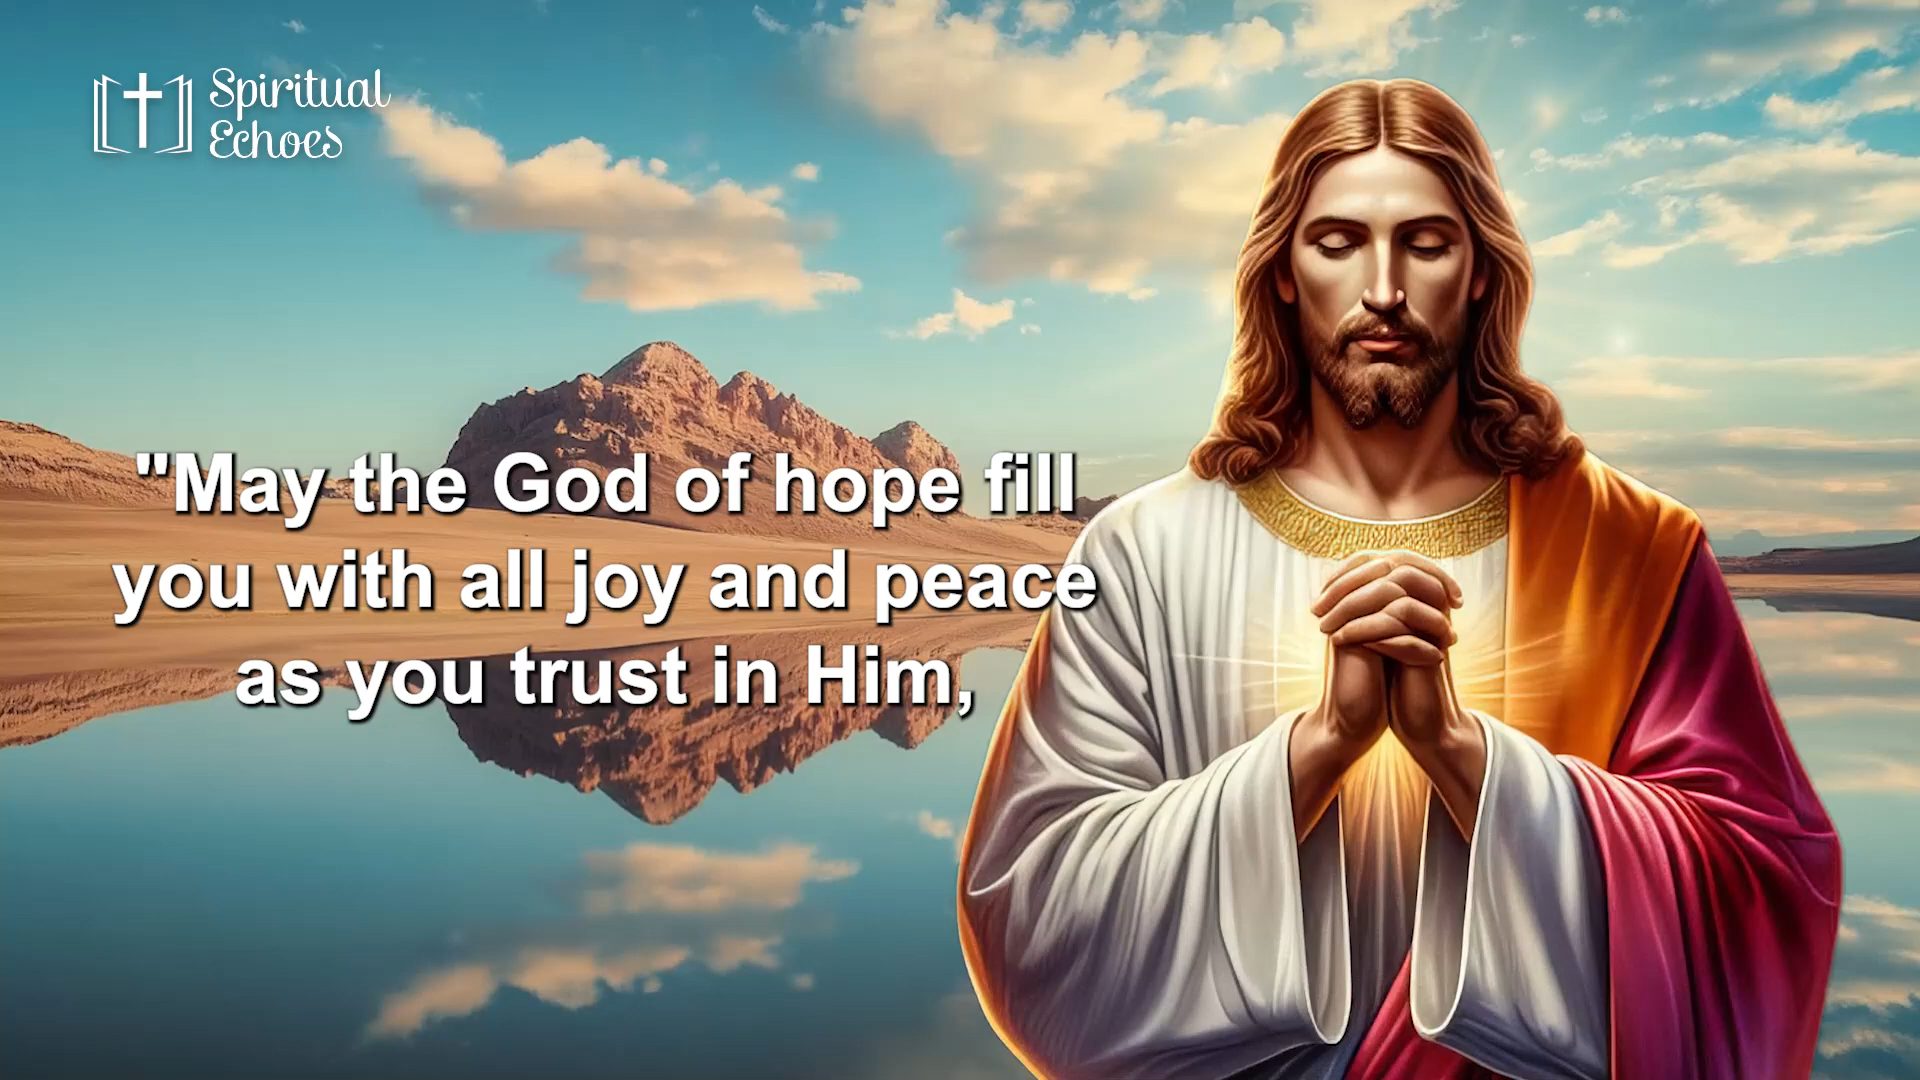 Spiritual
Echoes
"May the God of hope fill
you with all joy and peace
as you trust in Him,